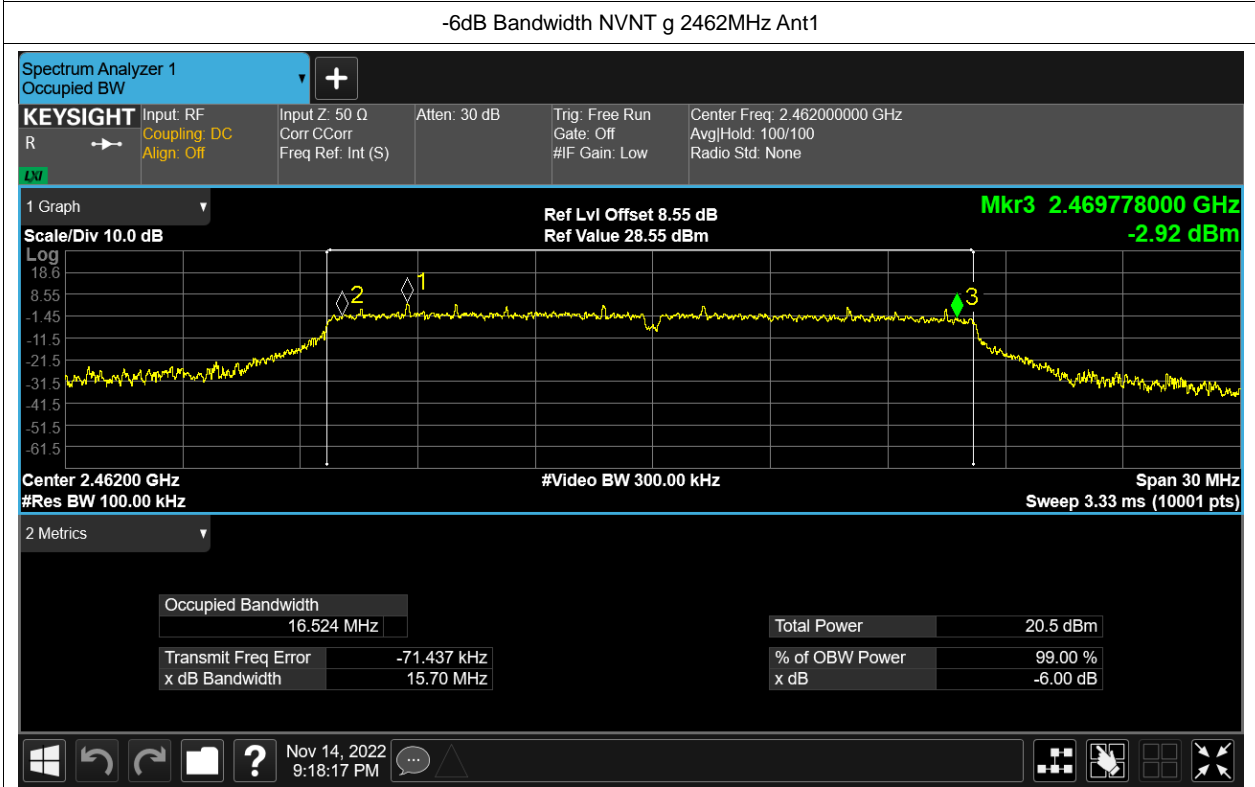 -6dB Bandwidth NVNT g 2462MHz Ant1
Spectrum Analyzer 1
Occupied BW
KEYSIGHT
R
LXI
Input: RF
Coupling: DC
Align: Off
Input Z: 50 Ω
Corr CCorr
Freq Ref: Int (S)
Atten: 30 dB
Trig: Free Run
Gate: Off
#IF Gain: Low
Center Freq: 2.462000000 GHz
Avg|Hold: 100/100
Radio Std: None
1 Graph
Scale/Div 10.0 dB
Ref Lvl Offset 8.55 dB
Ref Value 28.55 dBm
Mkr3 2.469778000 GHz
-2.92 dBm
Log
18.6
8.55
-1.45
-11.5
-21.5
-31.5
-41.5
-51.5
-61.5
2
1
3
Center 2.46200 GHz
#Res BW 100.00 kHz
#Video BW 300.00 kHz
Span 30 MHz
Sweep 3.33 ms (10001 pts)
2 Metrics
Occupied Bandwidth
16.524 MHz
Transmit Freq Error -71.437 kHz
x dB Bandwidth 15.70 MHz
Total Power 20.5 dBm
% of OBW Power 99.00 %
x dB -6.00 dB
?
Nov 14, 2022
9:18:17 PM